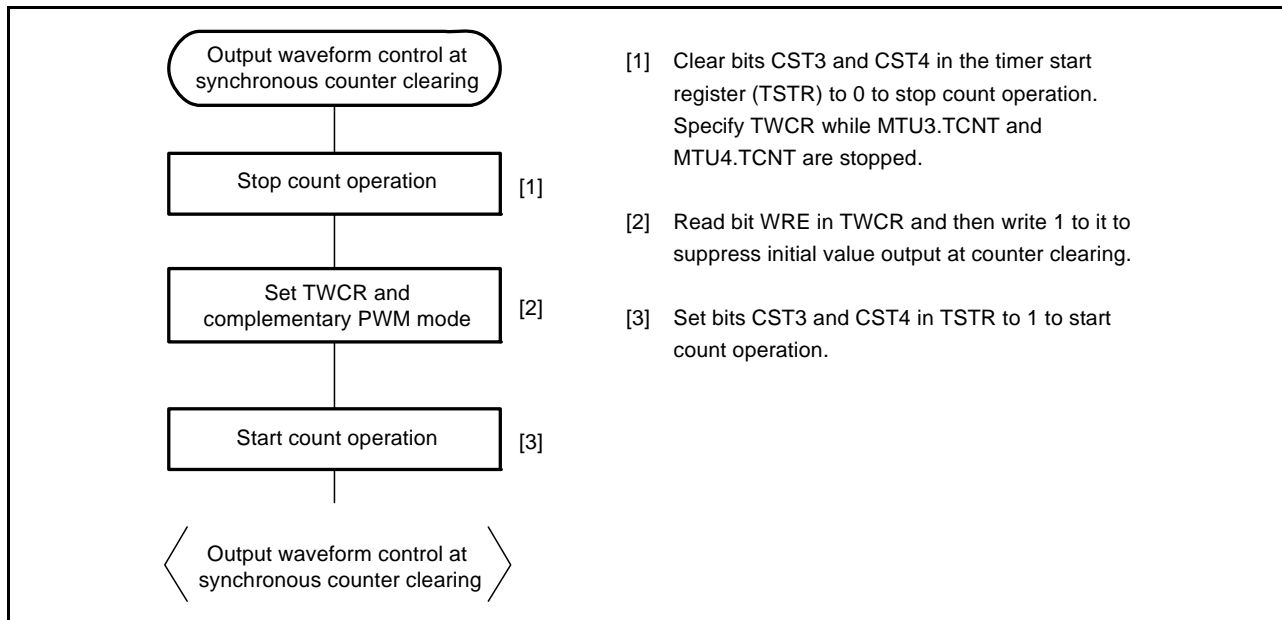 Output waveform control at
synchronous counter clearing
Stop count operation
[1]
Set TWCR and
complementary PWM mode
[2]
Start count operation
[3]
Output waveform control at
synchronous counter clearing
[1] Clear bits CST3 and CST4 in the timer start
register (TSTR) to 0 to stop count operation.
Specify TWCR while MTU3.TCNT and
MTU4.TCNT are stopped.
[2] Read bit WRE in TWCR and then write 1 to it to
suppress initial value output at counter clearing.
[3] Set bits CST3 and CST4 in TSTR to 1 to start
count operation.